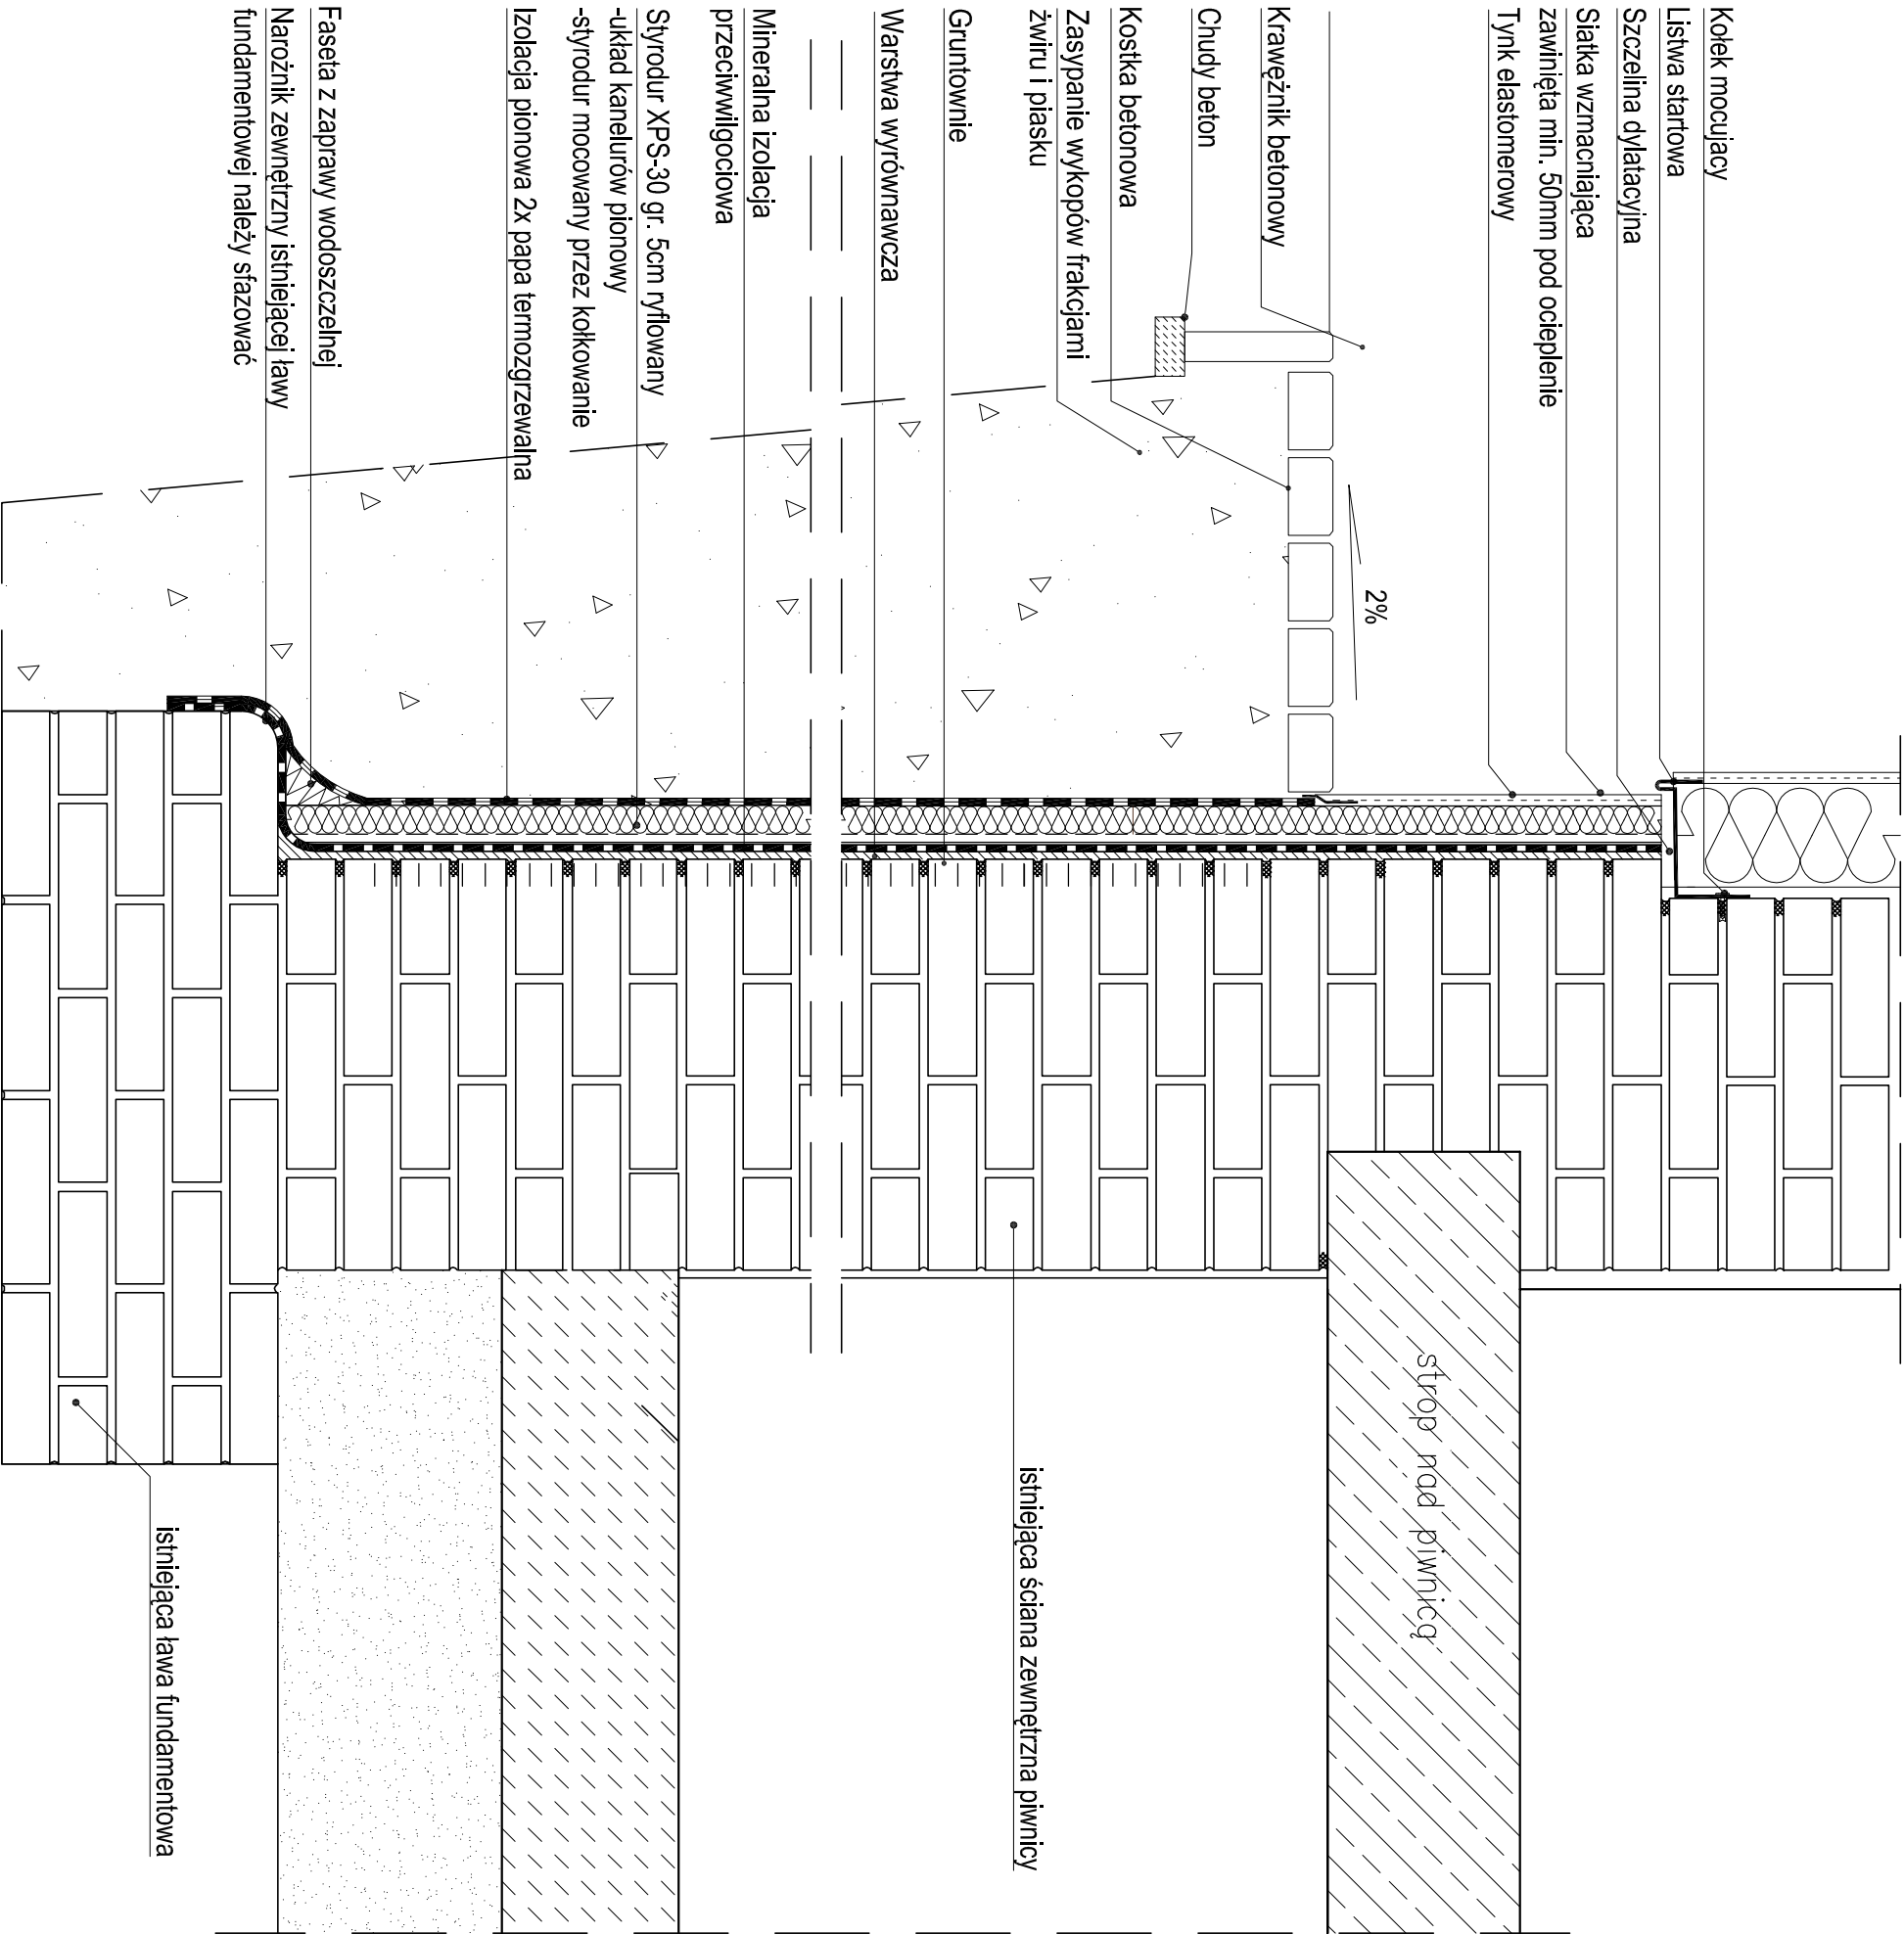 Kołek mocujący
Listwa startowa
Szczelina dylatacyjna
Siatka wzmacniająca
zawinięta min. 50mm pod ocieplenie
Tynk elastomerowy
Krawężnik betonowy
Chudy beton
Kostka betonowa
Zasypanie wykopów frakcjami
żwiru i piasku
Gruntownie
Warstwa wyrównawcza
Mineralna izolacja
przeciwwilgociowa
Styrodur XPS-30 gr. 5cm ryflowany
-układ kanelurów pionowy
-styrodur mocowany przez kołkowanie
Izolacja pionowa 2x papa termozgrzewalna
Faseta z zaprawy wodoszczelnej
Narożnik zewnętrzny istniejącej ławy
fundamentowej należy sfazować
2%
strop nad piwnicą
istniejąca ściana zewnętrzna piwnicy
istniejąca ława fundamentowa